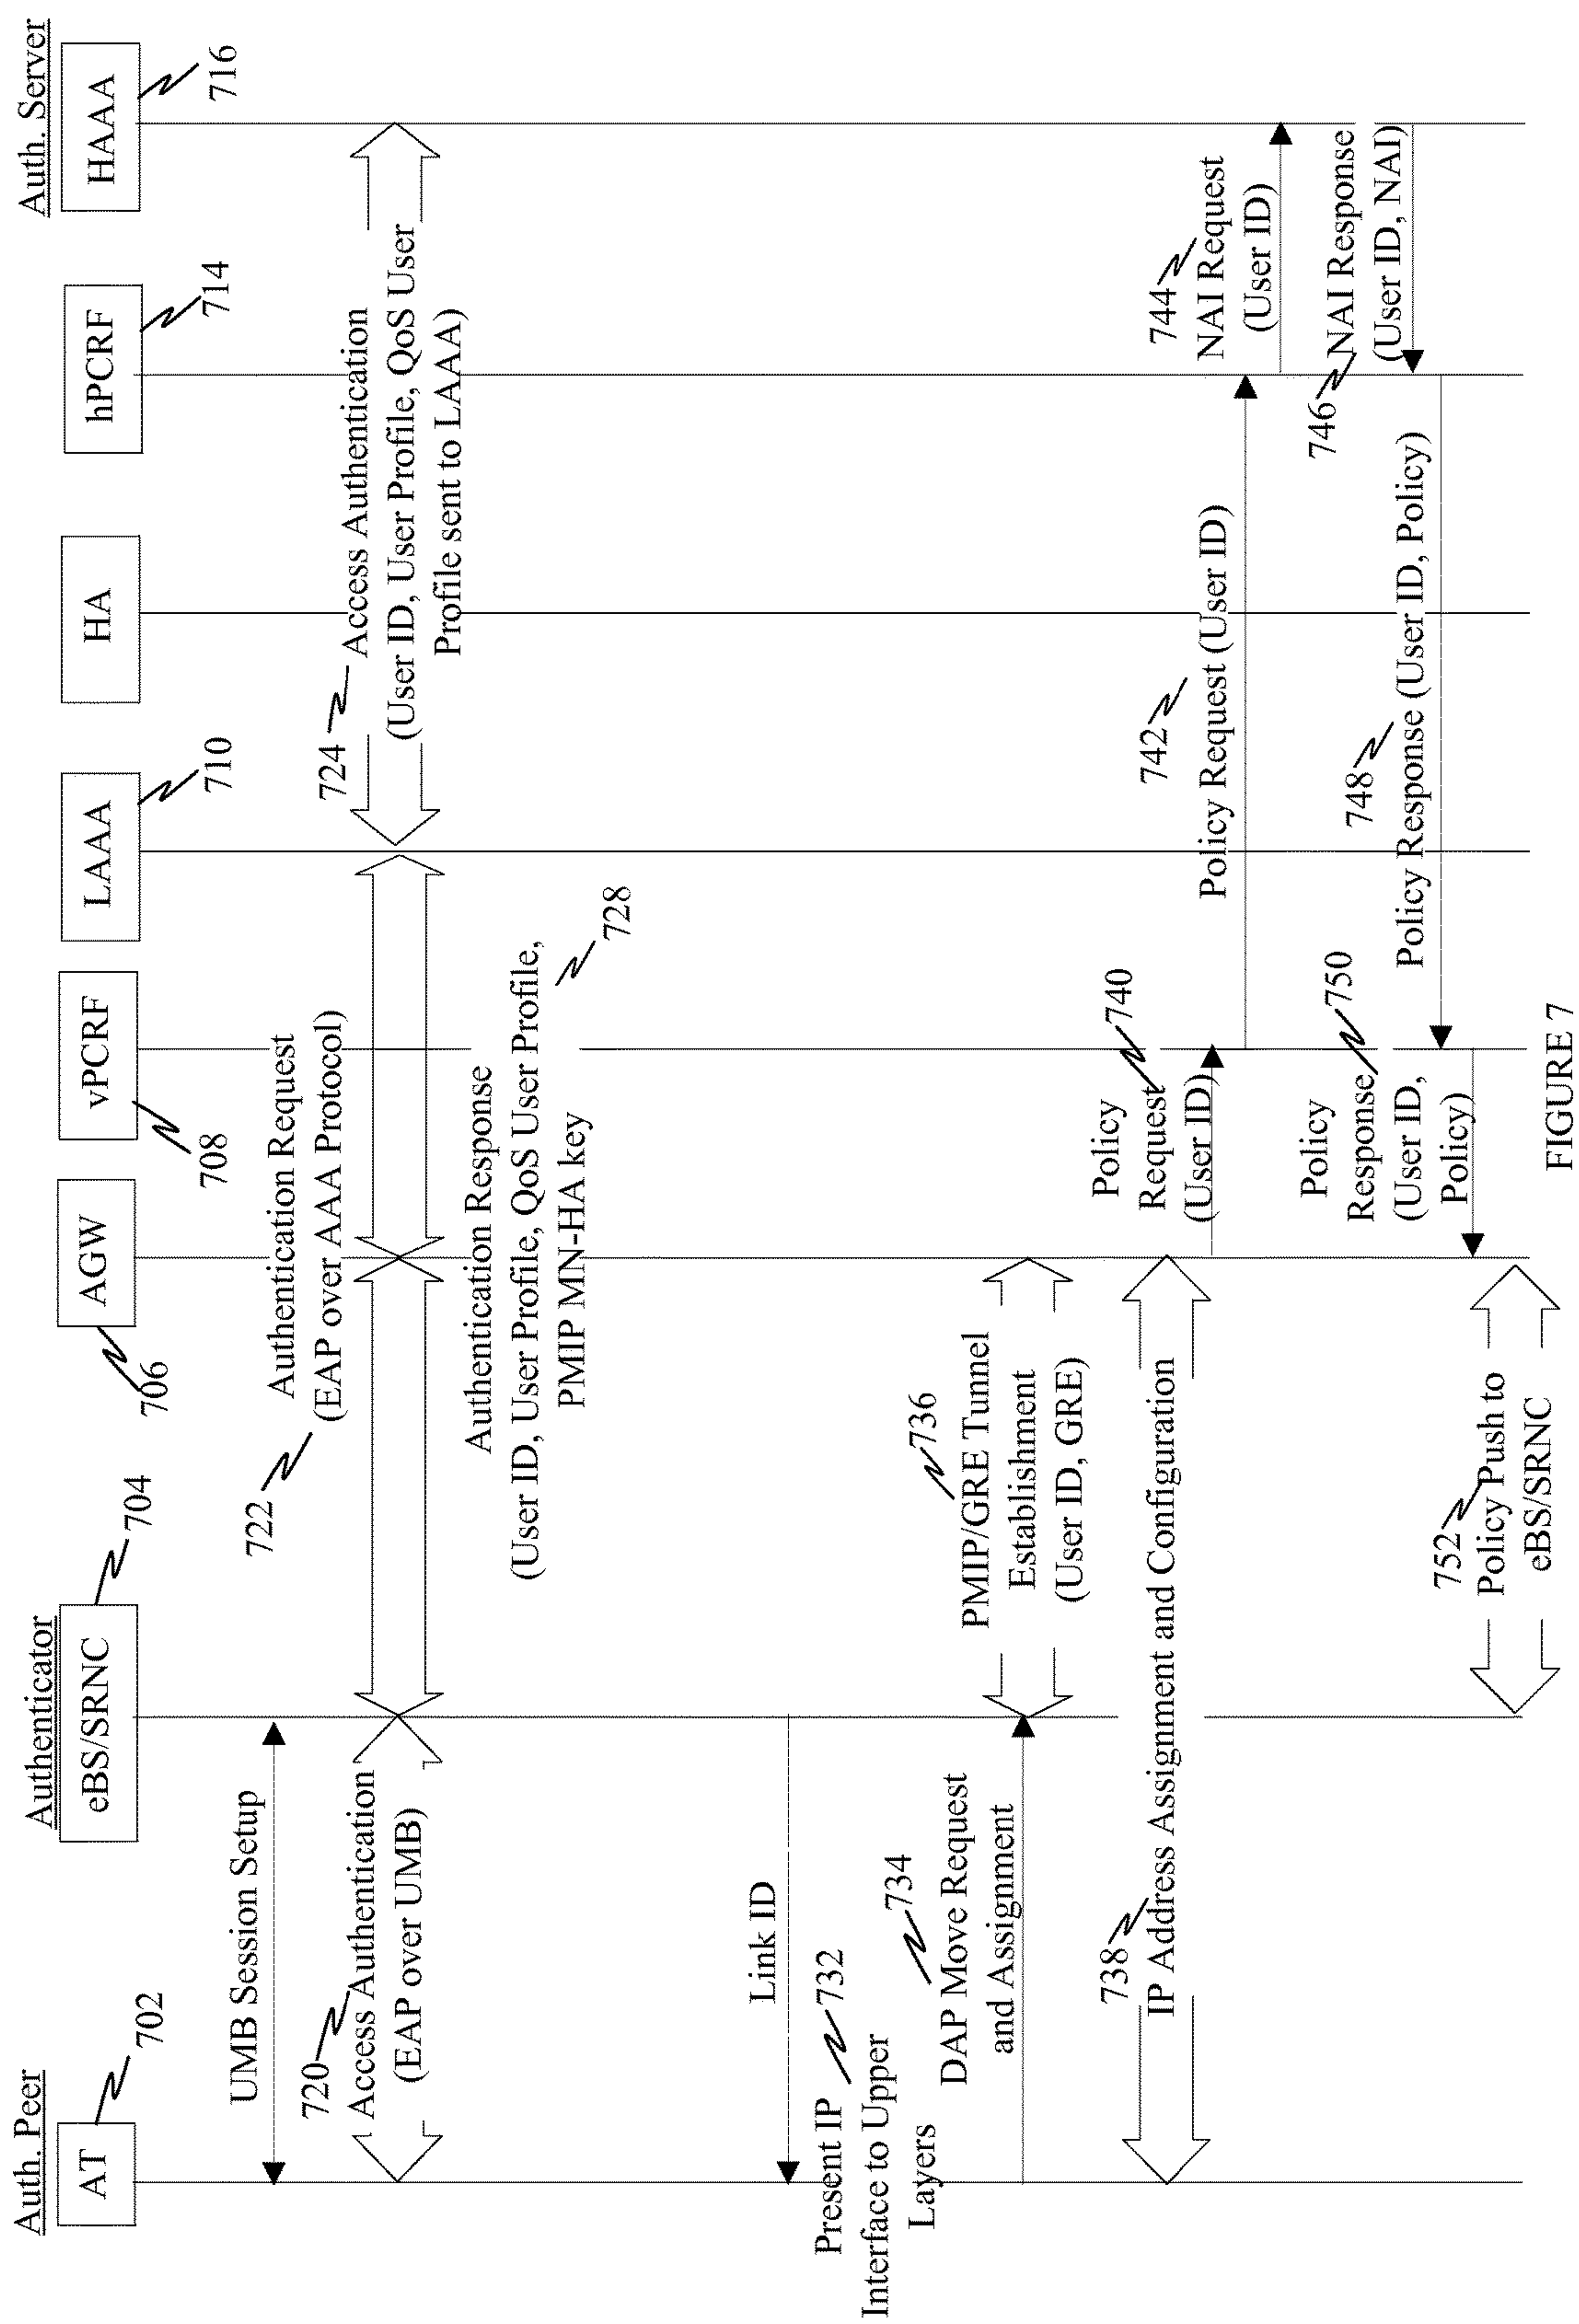 Auth. Peer
Authenticator
Auth. Server
AT
eBS/SRNC
AGW
vPCRF
LAAA
HA
hPCRF
HAAA
702
704
706
708
710
714
716
UMB Session Setup
720
Access Authentication
(EAP over UMB)
722
Authentication Request
(EAP over AAA Protocol)
724
Access Authentication
(User ID, User Profile, QoS User
Profile sent to LAAA)
Authentication Response
(User ID, User Profile, QoS User Profile,
PMIP MN-HA key
728
Link ID
Present IP
Interface to Upper
Layers
732
734
DAP Move Request
and Assignment
736
PMIP/GRE Tunnel
Establishment
(User ID, GRE)
738
IP Address Assignment and Configuration
Policy
Request
(User ID)
740
742
Policy Request (User ID)
744
NAI Request
(User ID)
746
NAI Response
(User ID, NAI)
748
Policy Response (User ID, Policy)
Policy
Response
(User ID,
Policy)
750
752
Policy Push to
eBS/SRNC
FIGURE 7